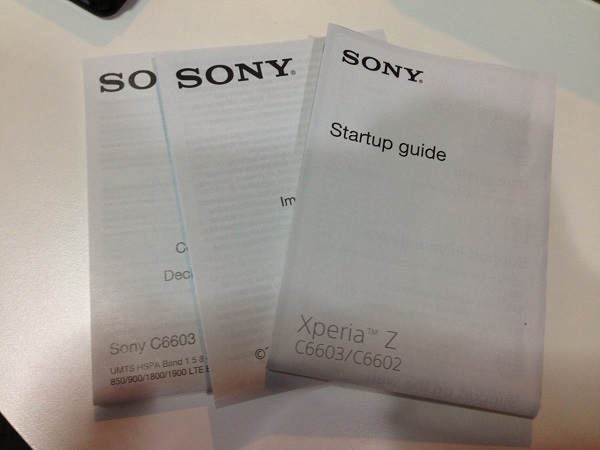 SO
SONY®
SONY®
Startup guide
Im
C
Dec
Xperia™ Z
C6603/C6602
Sony C6603
UMTS HSPA Band 1 5 8
850/900/1800/1900 LTE
©